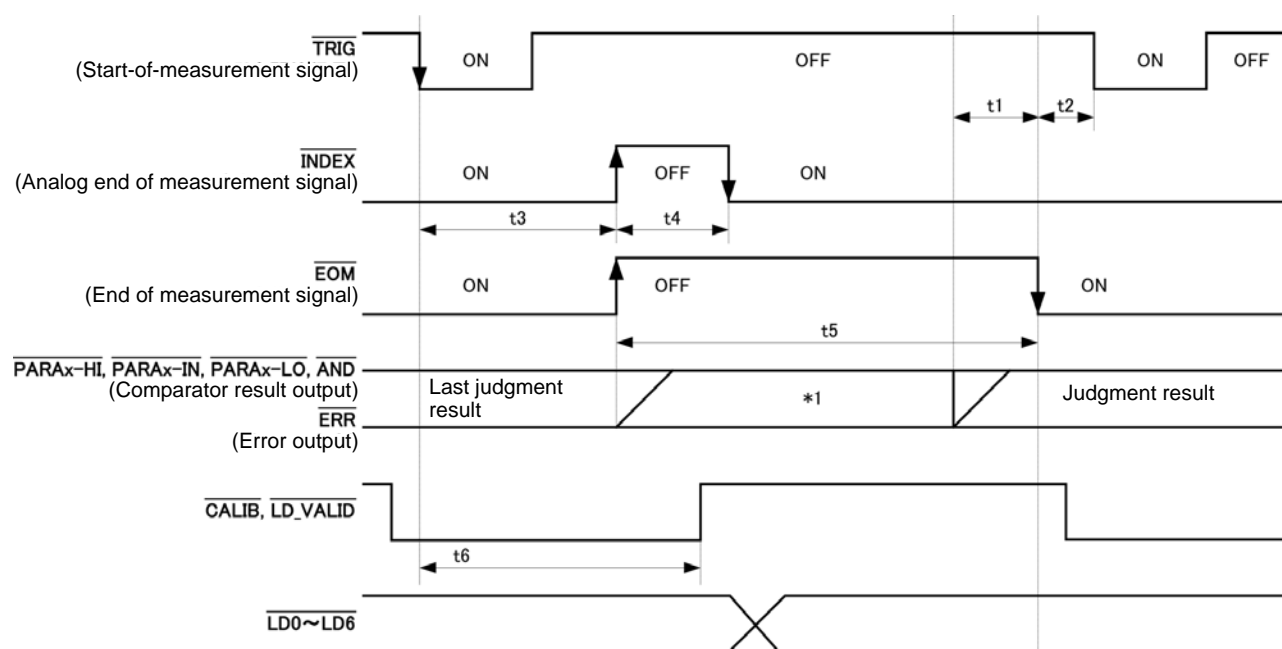 TRIG
(Start-of-measurement signal)
ON
OFF
ON
OFF
t1
t2
INDEX
(Analog end of measurement signal)
ON
OFF
ON
t3
t4
EOM
(End of measurement signal)
ON
OFF
ON
t5
PARAx-HI, PARAx-IN, PARAx-LO, AND
(Comparator result output)
Last judgment
result
*1
Judgment result
ERR
(Error output)
CALIB, LD_VALID
t6
LD0~LD6